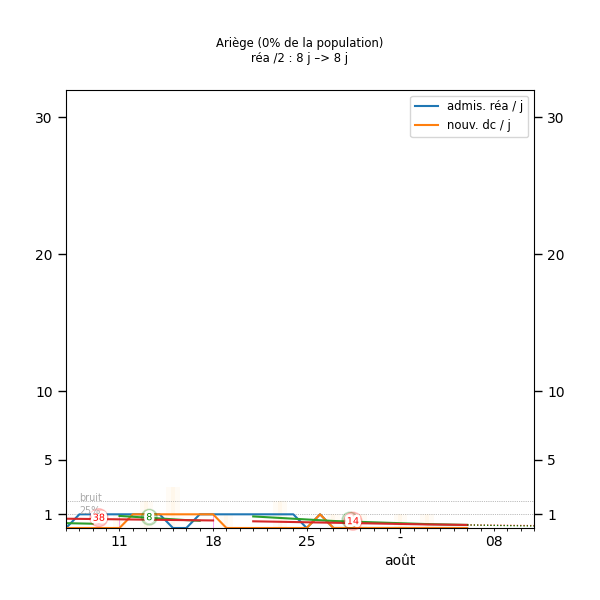 Ariège (0% de la population)
réa /2 : 8 j –> 8 j
admis. réa / j
nouv. dc / j
30 30
20 20
10 10
5 5
bruit
25%
38 8 14
1 1
11 18 25 - 08
août